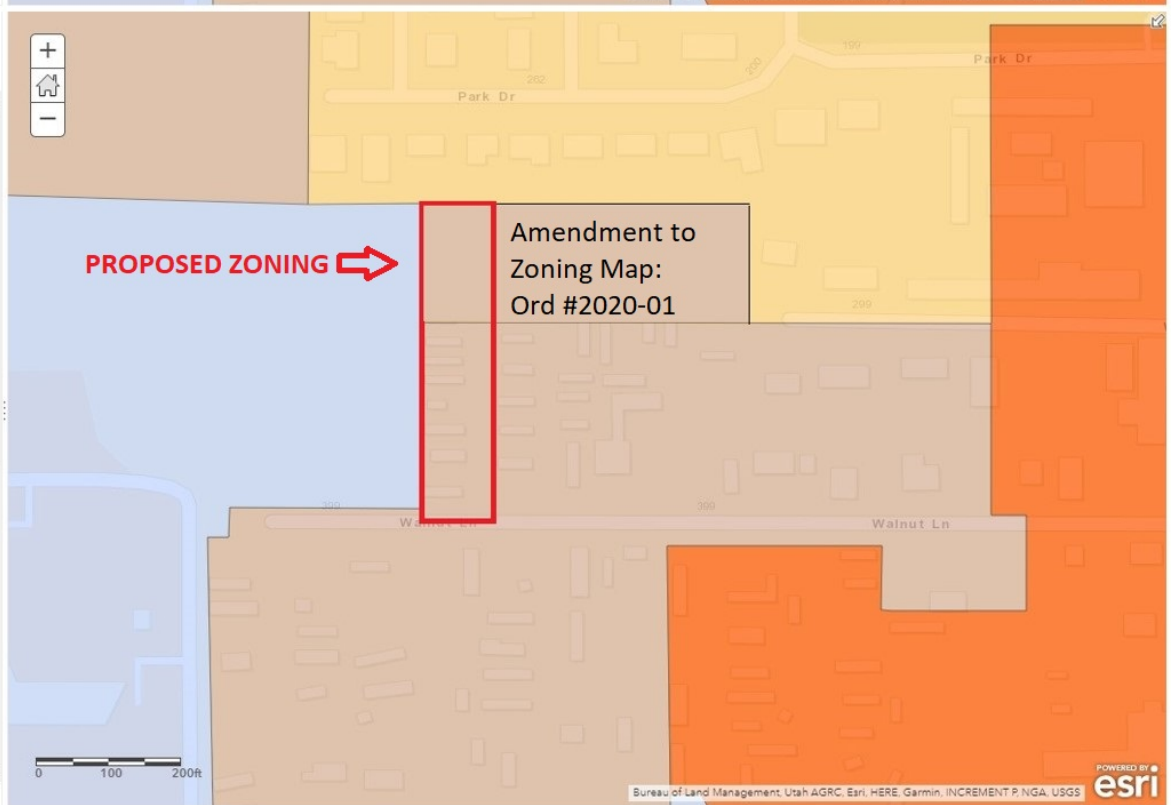 +
−
199
Park Dr
262
200
Park Dr
PROPOSED ZONING
Amendment to
Zoning Map:
Ord #2020-01
299
399
399
Walnut Ln
Walnut Ln
0 100 200ft
POWERED BY
esri
Bureau of Land Management, Utah AGRC, Esri, HERE, Garmin, INCREMENT P, NGA, USGS